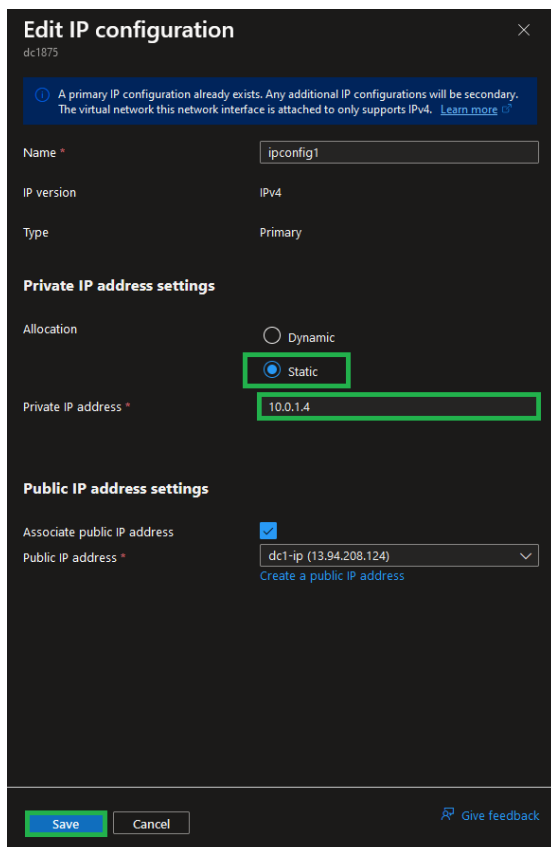 Edit IP configuration
dc1875
A primary IP configuration already exists. Any additional IP configurations will be secondary.
The virtual network this network interface is attached to only supports IPv4. Learn more
Name *
ipconfig1
IP version
IPv4
Type
Primary
Private IP address settings
Allocation
Dynamic
Static
Private IP address *
10.0.1.4
Public IP address settings
Associate public IP address
Public IP address *
dc1-ip (13.94.208.124)
Create a public IP address
Save
Cancel
Give feedback